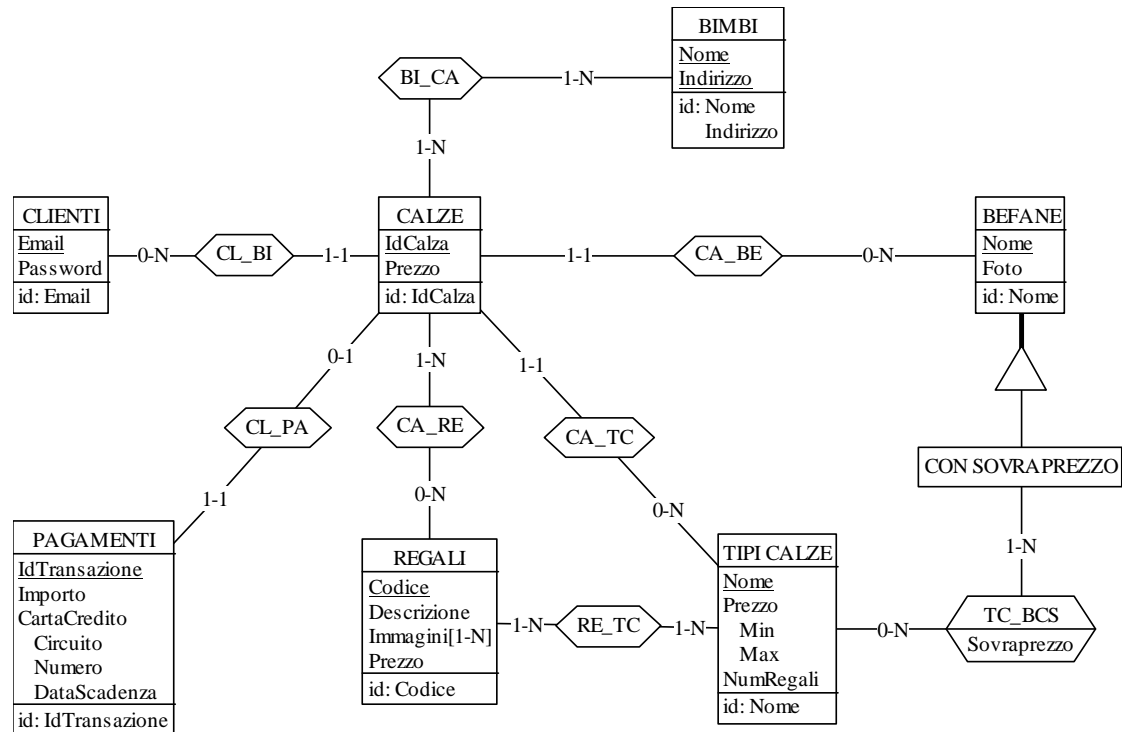 BIMBI
Nome
Indirizzo
id: Nome
Indirizzo
BI_CA
1-N
1-N
CLIENTI
Email
Password
id: Email
0-N
CL_BI
1-1
CALZE
IdCalza
Prezzo
id: IdCalza
1-1
CA_BE
0-N
BEFANE
Nome
Foto
id: Nome
0-1
CL_PA
1-1
1-N
CA_RE
0-N
1-1
CA_TC
0-N
CON SOVRAPREZZO
1-N
PAGAMENTI
IdTransazione
Importo
CartaCredito
Circuito
Numero
DataScadenza
id: IdTransazione
REGALI
Codice
Descrizione
Immagini[1-N]
Prezzo
id: Codice
1-N
RE_TC
1-N
TIPI CALZE
Nome
Prezzo
Min
Max
NumRegali
id: Nome
0-N
TC_BCS
Sovraprezzo